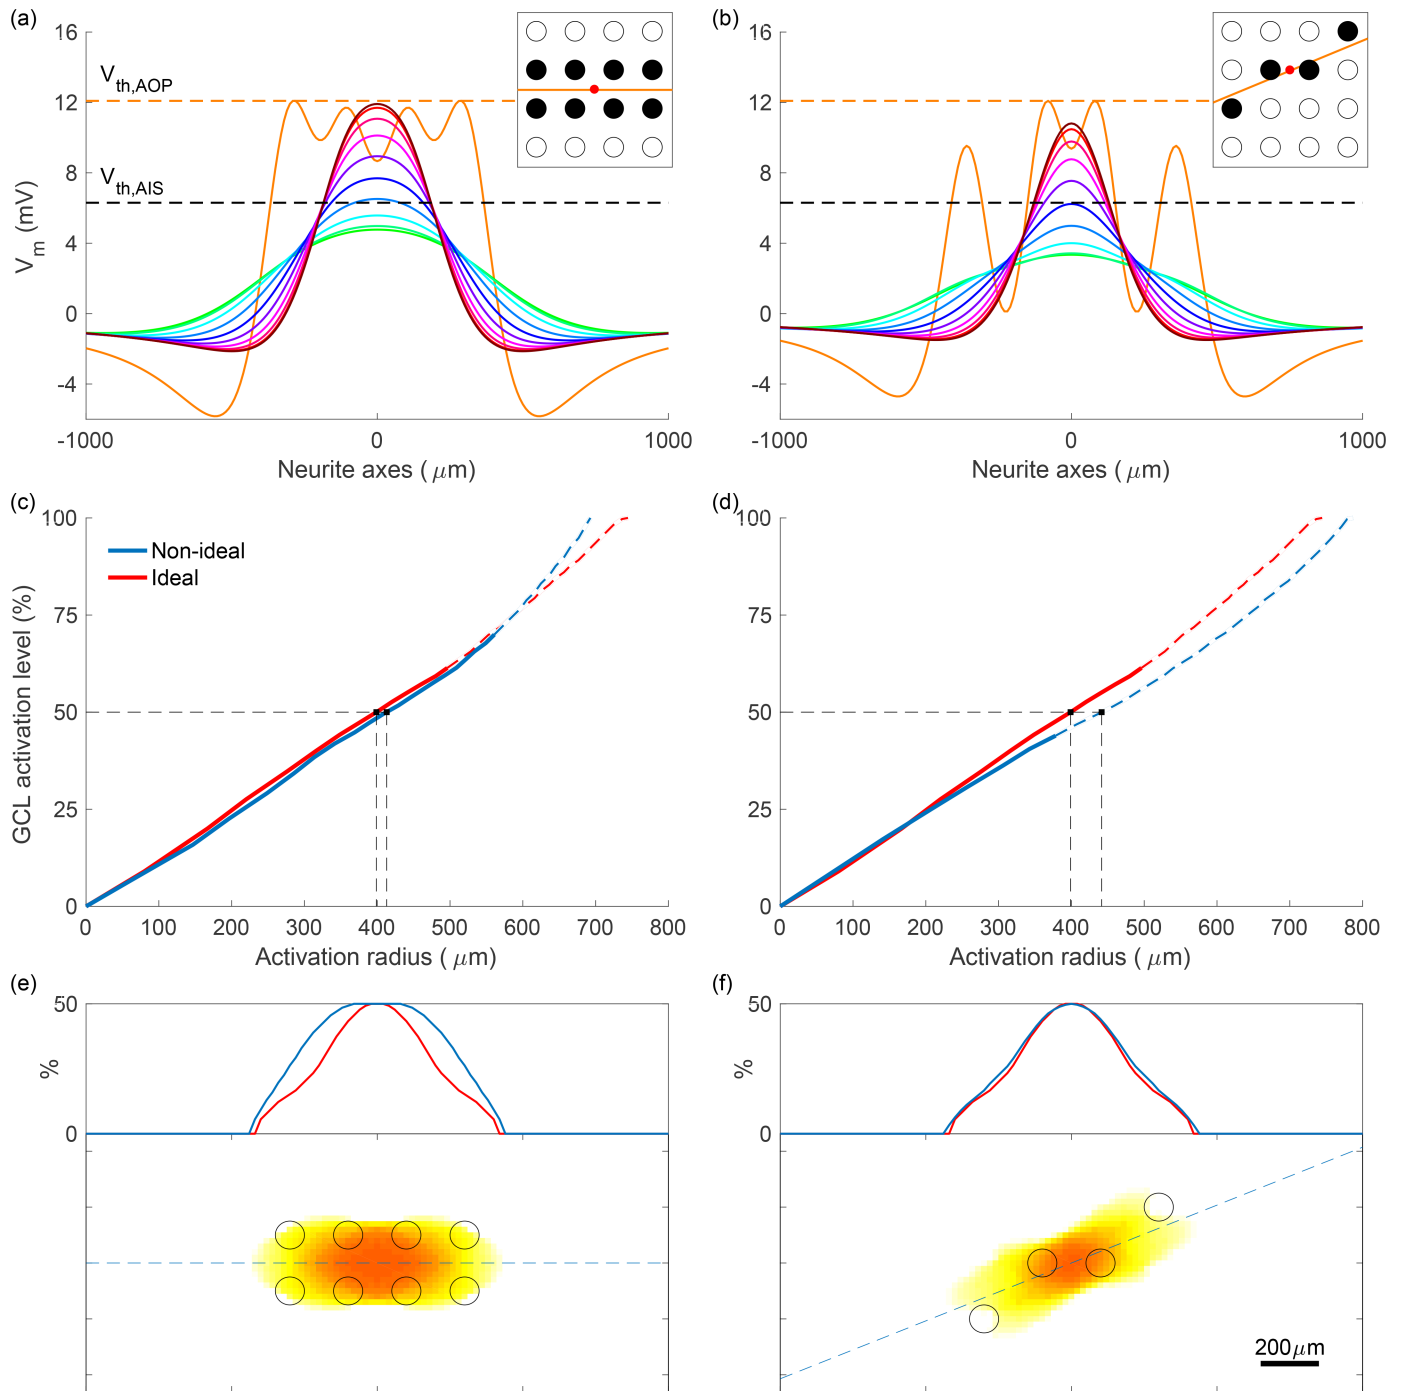 (a)
16
12
8
4
0
-4
V_m (mV)
V_th,AOP
V_th,AIS
-1000
0
1000
Neurite axes ( μm)
(b)
16
12
8
4
0
-4
-1000
0
1000
Neurite axes ( μm)
(c)
100
75
50
25
0
GCL activation level (%)
Non-ideal
Ideal
0 100 200 300 400 500 600 700 800
Activation radius ( μm)
(d)
100
75
50
25
0
0 100 200 300 400 500 600 700 800
Activation radius ( μm)
(e)
50
0
%
(f)
50
0
%
200μm